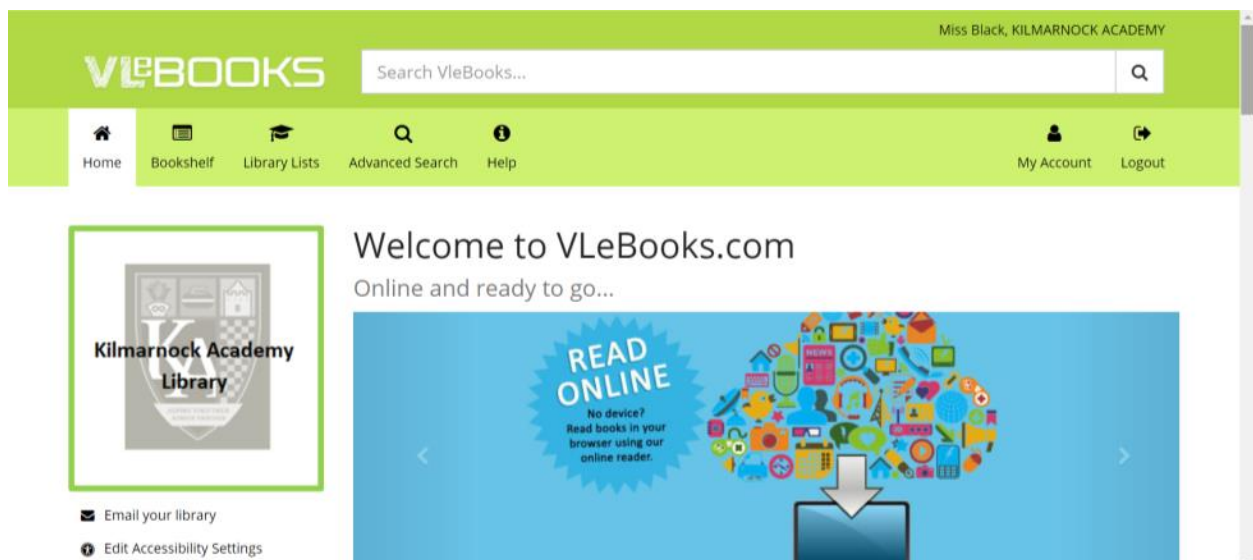 Miss Black, KILMARNOCK ACADEMY
VLEBOOKS
Search VleBooks...
Home
Bookshelf
Library Lists
Advanced Search
Help
My Account
Logout
Kilmarnock Academy
Library
KA
Welcome to VLeBooks.com
Online and ready to go...
READ
ONLINE
No device?
Read books in your
browser using our
online reader.
NEWS
Email your library
Edit Accessibility Settings